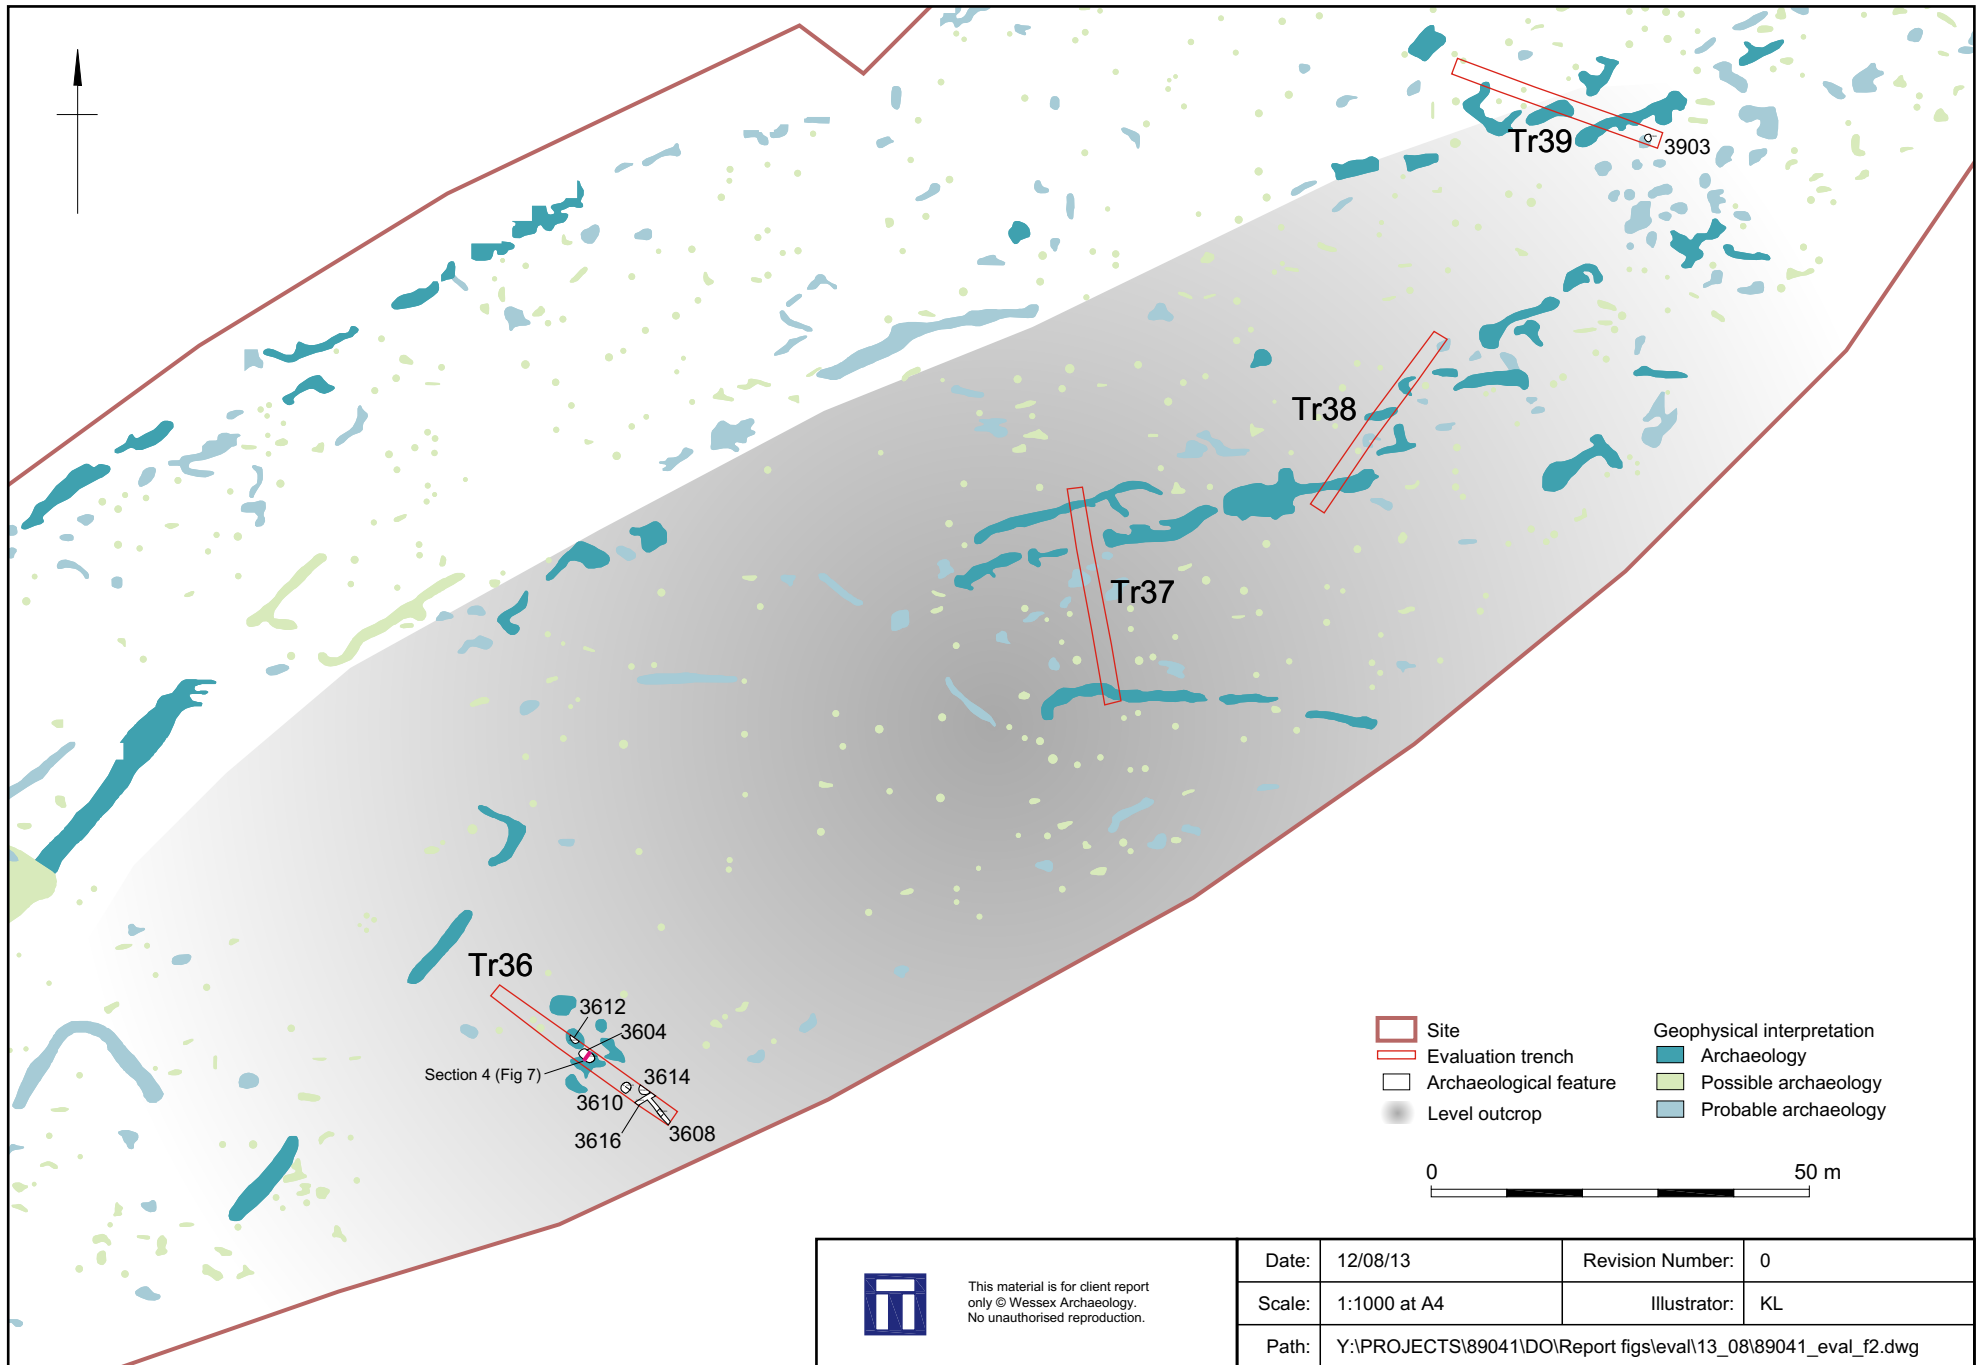 Tr39
3903
Tr38
Tr37
Tr36
3612
3604
Section 4 (Fig 7)
3614
3610
3616
3608
Site
Evaluation trench
Archaeological feature
Level outcrop
Geophysical interpretation
Archaeology
Possible archaeology
Probable archaeology
0 50 m
This material is for client report
only © Wessex Archaeology.
No unauthorised reproduction.
Date: 12/08/13 Revision Number: 0
Scale: 1:1000 at A4 Illustrator: KL
Path: Y:\PROJECTS\89041\DO\Report figs\eval\13_08\89041_eval_f2.dwg